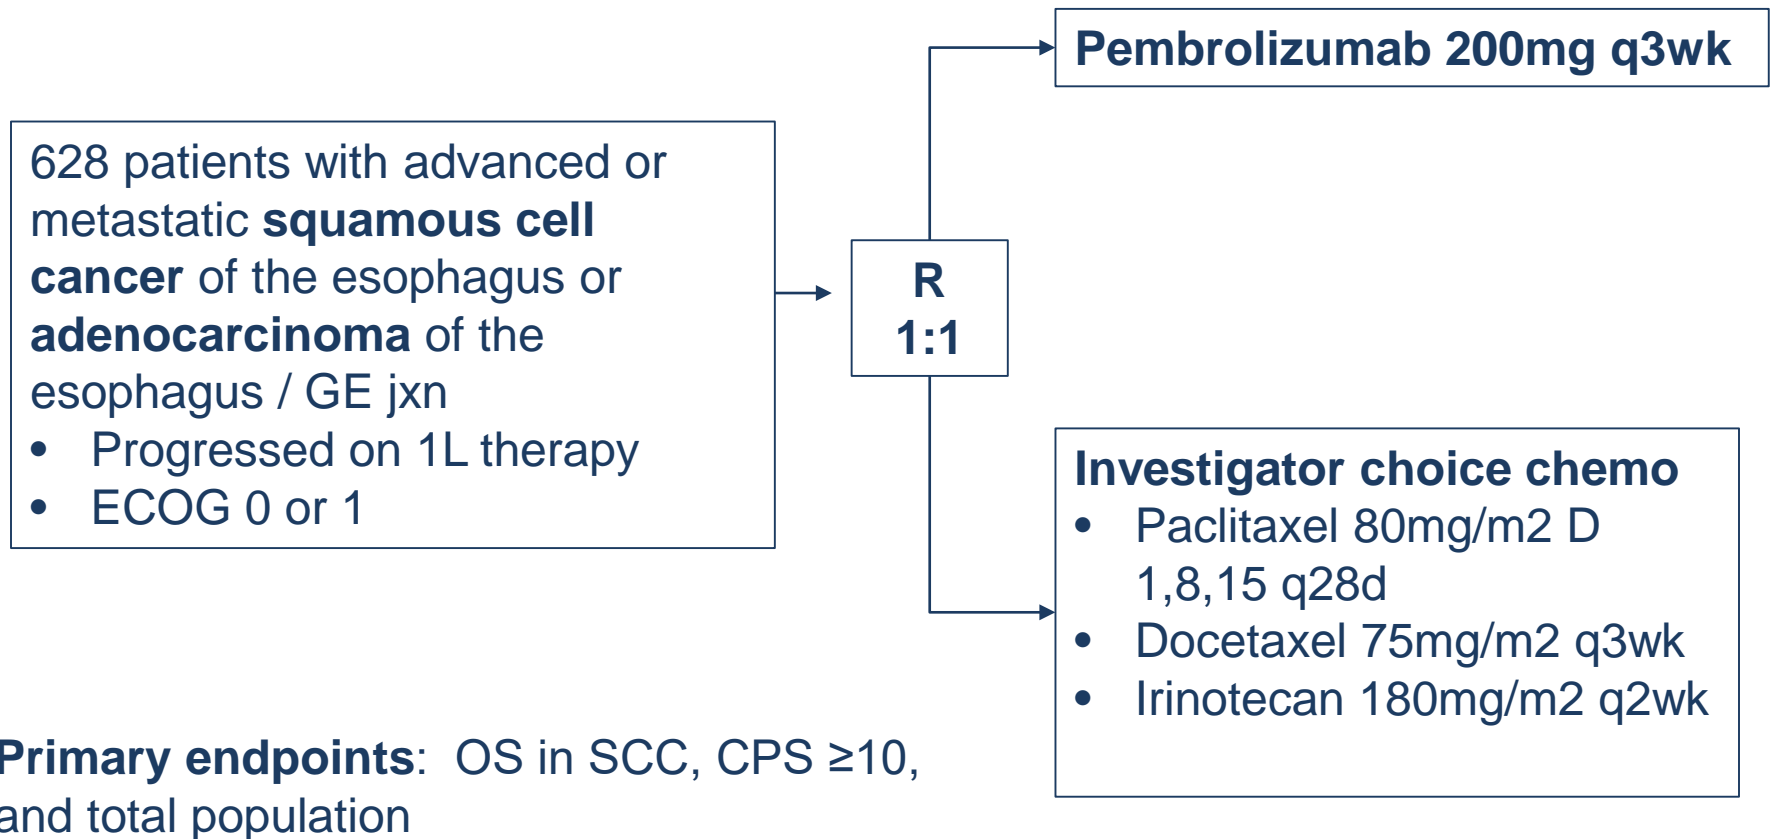 Pembrolizumab 200mg q3wk
628 patients with advanced or
metastatic squamous cell
cancer of the esophagus or
adenocarcinoma of the
esophagus / GE jxn
• Progressed on 1L therapy
• ECOG 0 or 1
R
1:1
Investigator choice chemo
• Paclitaxel 80mg/m2 D
1,8,15 q28d
• Docetaxel 75mg/m2 q3wk
• Irinotecan 180mg/m2 q2wk
Primary endpoints: OS in SCC, CPS ≥10,
and total population